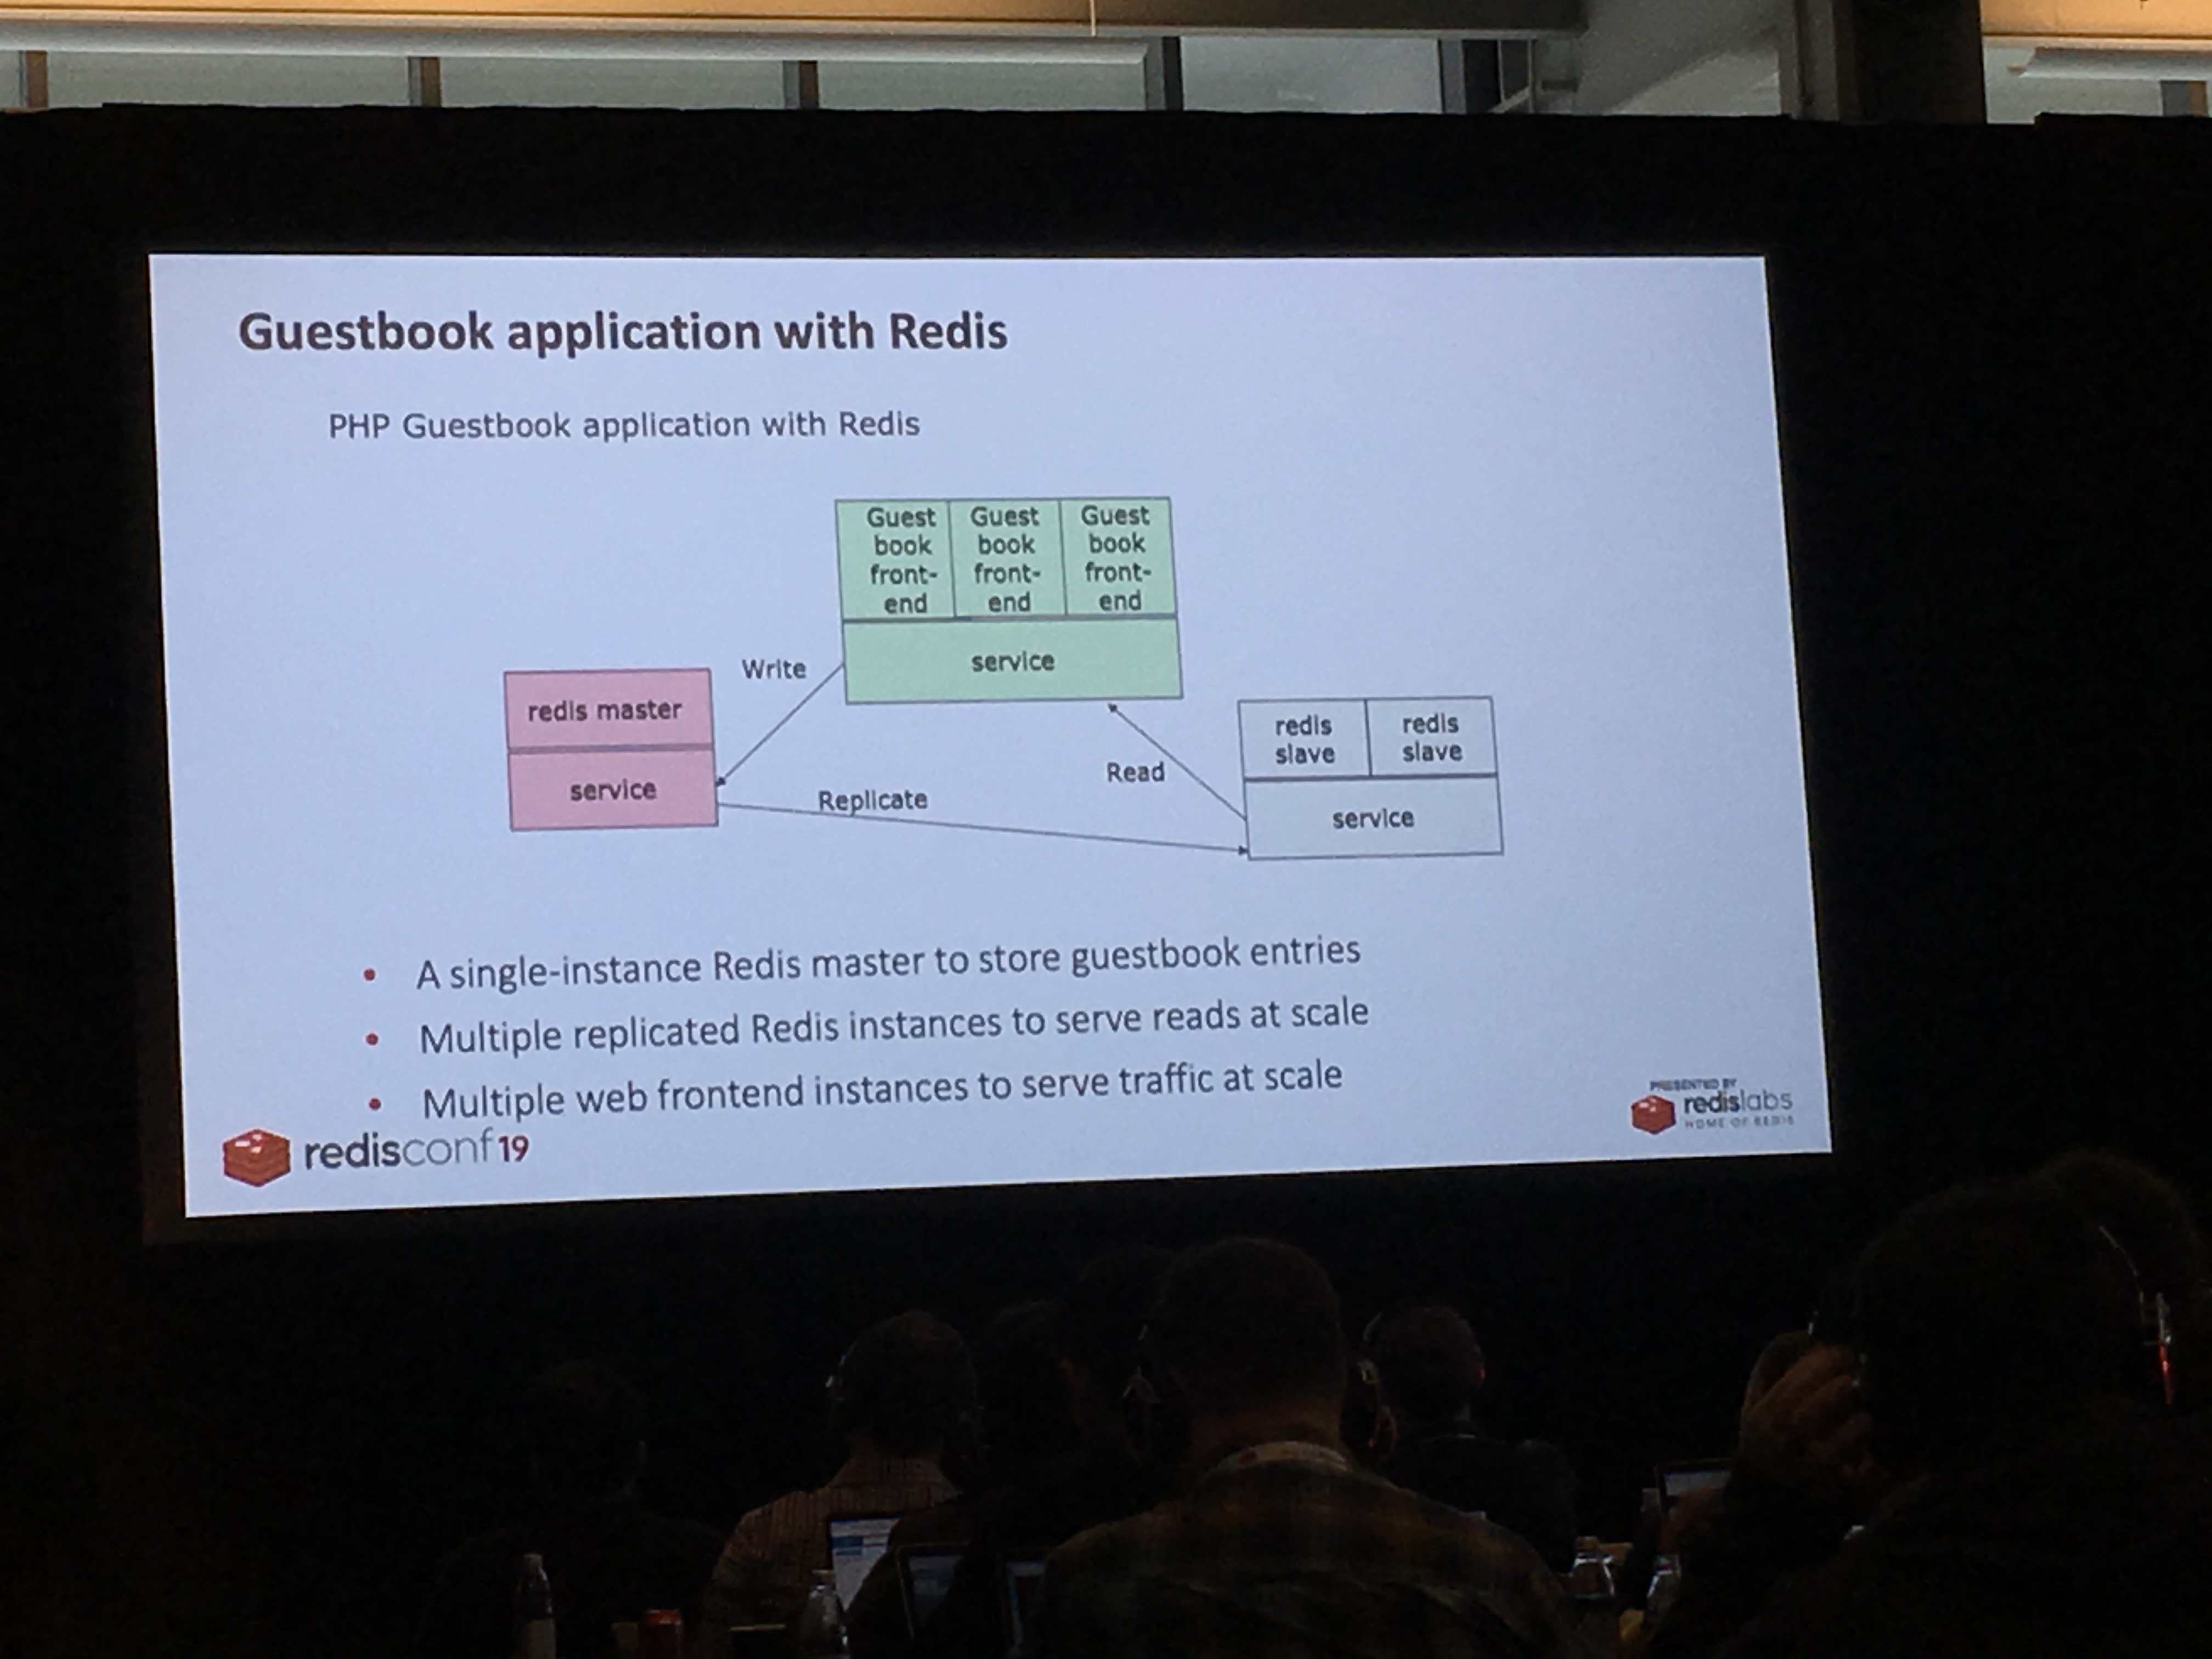 Guestbook application with Redis
PHP Guestbook application with Redis
Guest
book
front-
end
Guest
book
front-
end
Guest
book
front-
end
service
Write
redis master
service
redis
slave
redis
slave
service
Read
Replicate
• A single-instance Redis master to store guestbook entries
• Multiple replicated Redis instances to serve reads at scale
• Multiple web frontend instances to serve traffic at scale
redisconf19
PRESENTED BY
redislabs
HOME OF REDIS